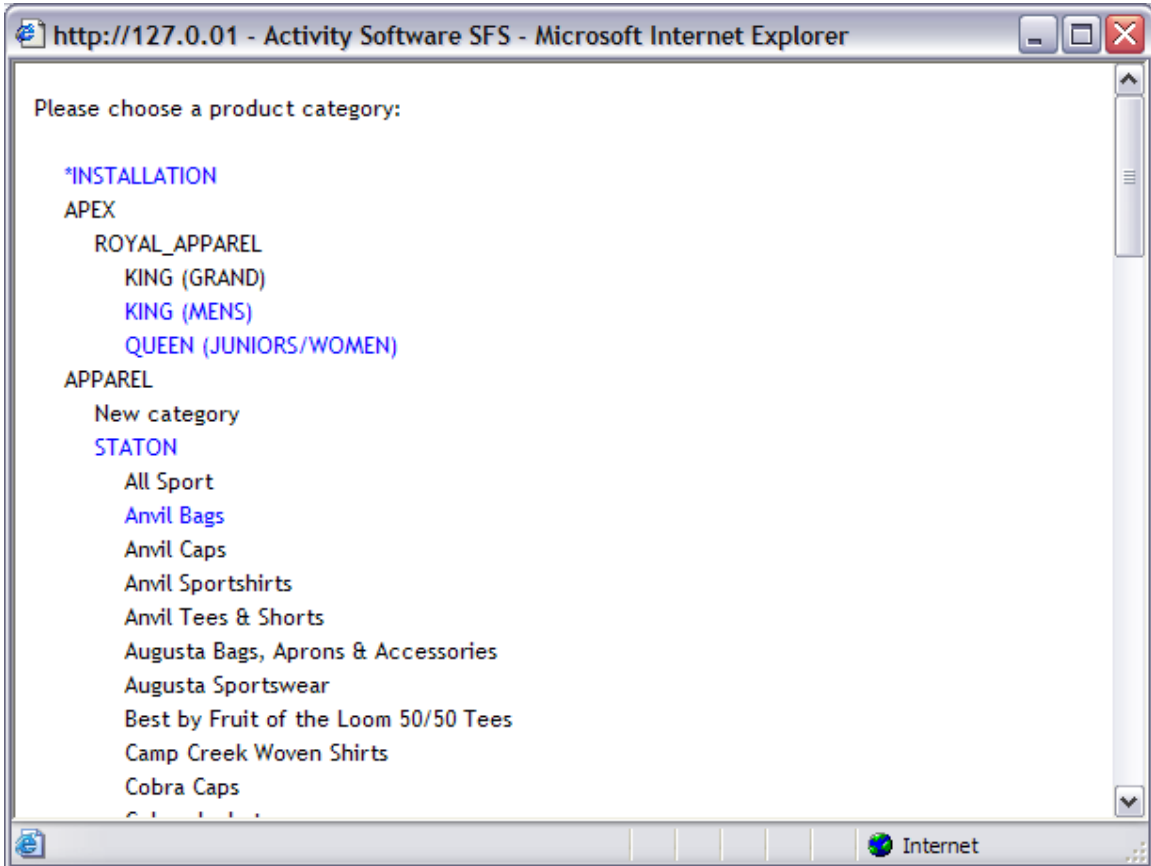 http://127.0.01 - Activity Software SFS - Microsoft Internet Explorer
Please choose a product category:
*INSTALLATION
APEX
ROYAL_APPAREL
KING (GRAND)
KING (MENS)
QUEEN (JUNIORS/WOMEN)
APPAREL
New category
STATON
All Sport
Anvil Bags
Anvil Caps
Anvil Sportshirts
Anvil Tees & Shorts
Augusta Bags, Aprons & Accessories
Augusta Sportswear
Best by Fruit of the Loom 50/50 Tees
Camp Creek Woven Shirts
Cobra Caps
Internet